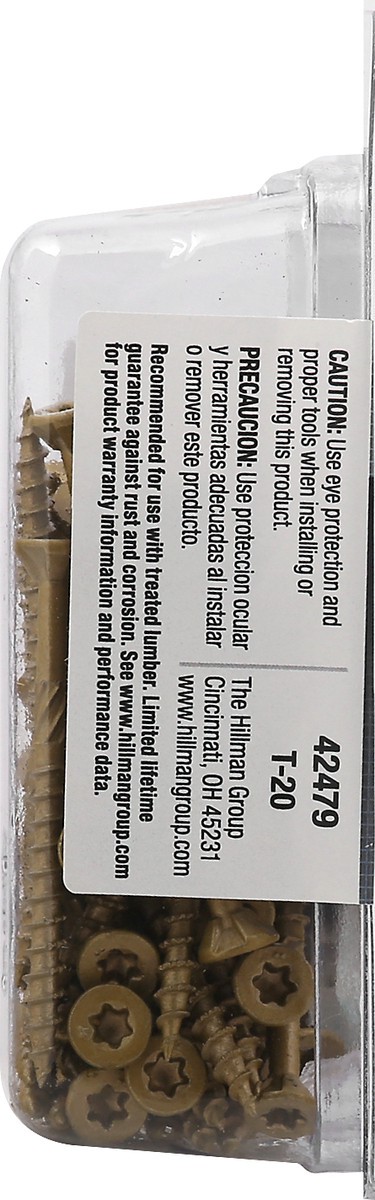 CAUTION: Use eye protection and
proper tools when installing or
removing this product.
PRECAUCION: Use proteccion ocular
y herramientas adecuadas al instalar
o remover este producto.
42479
T-20
The Hillman Group
Cincinnati, OH 45231
www.hillmangroup.com
Recommended for use with treated lumber. Limited lifetime
guarantee against rust and corrosion. See www.hillmangroup.com
for product warranty information and performance data.